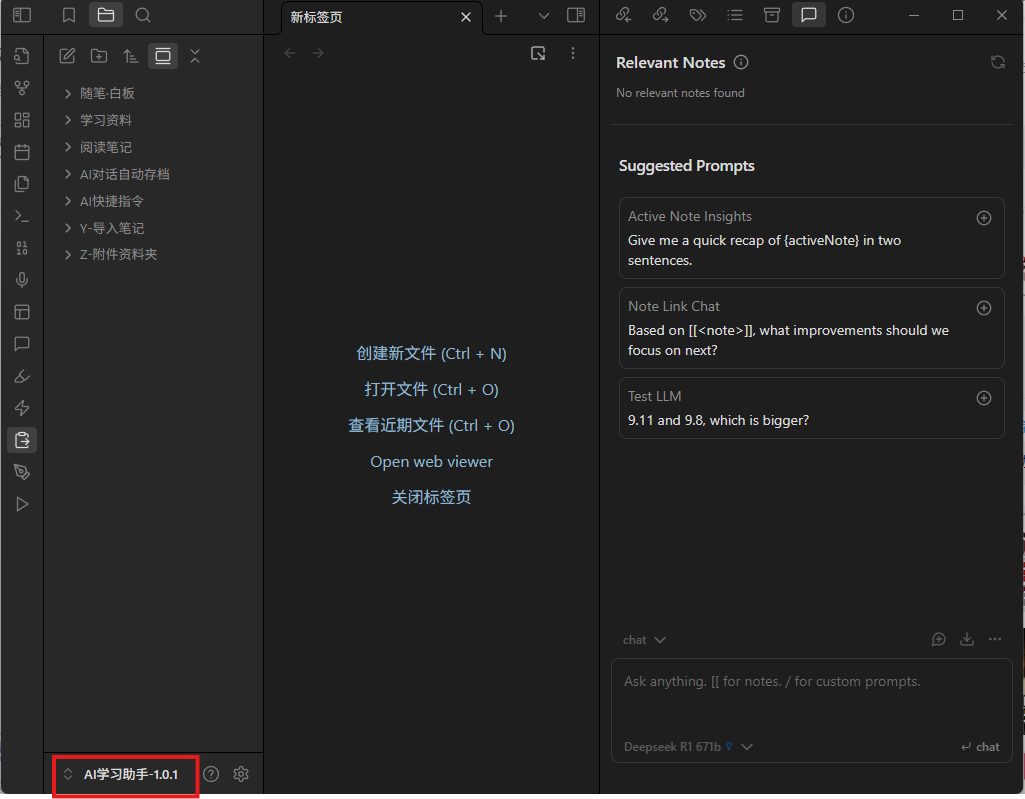 新标签页
随笔·白板
学习资料
阅读笔记
AI对话自动存档
AI快捷指令
Y-导入笔记
Z-附件资料夹
AI学习助手-1.0.1
创建新文件 (Ctrl + N)
打开文件 (Ctrl + O)
查看近期文件 (Ctrl + O)
Open web viewer
关闭标签页
Relevant Notes
No relevant notes found
Suggested Prompts
Active Note Insights
Give me a quick recap of {activeNote} in two
sentences.
Note Link Chat
Based on [[<note>]], what improvements should we
focus on next?
Test LLM
9.11 and 9.8, which is bigger?
chat
Ask anything. [[ for notes. / for custom prompts.
Deepseek R1 671b
chat